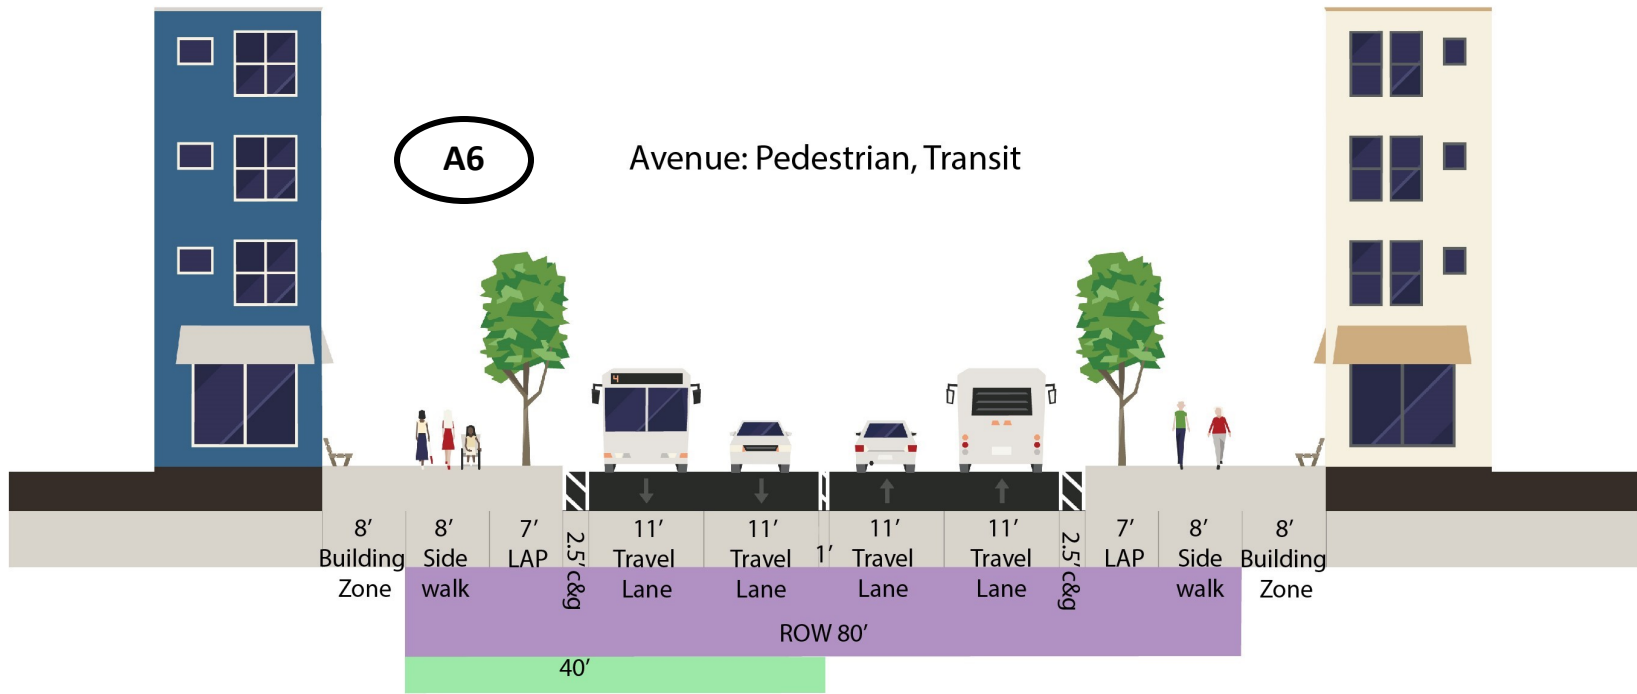 A6
Avenue: Pedestrian, Transit
4
8’ 8’ 7’ 11’ 11’ 11’ 11’ 7’ 8’ 8’
Building Side LAP 2.5’ c&g Travel Travel 1’ Travel Travel 2.5’ c&g LAP Side Building
Zone walk Lane Lane Lane Lane walk Zone
ROW 80’
40’